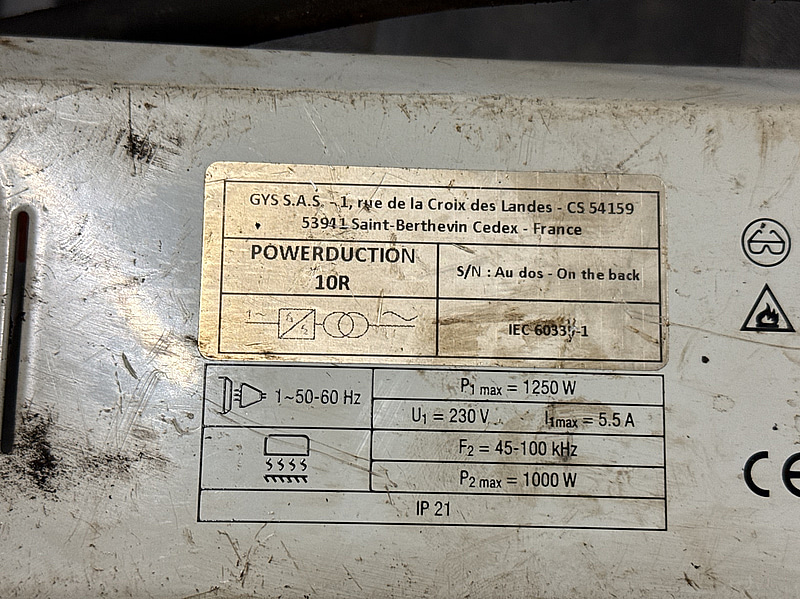 GYS S.A.S. - 1, rue de la Croix des Landes - CS 54159
53941 Saint-Berthevin Cedex - France
POWERDUCTION
10R
S/N : Au dos - On the back
1~
IEC
1~50-60 Hz
P1 max = 1250 W
U1 = 230 V
I1max = 5.5 A
F2 = 45-100 kHz
P2 max = 1000 W
IP 21
CE